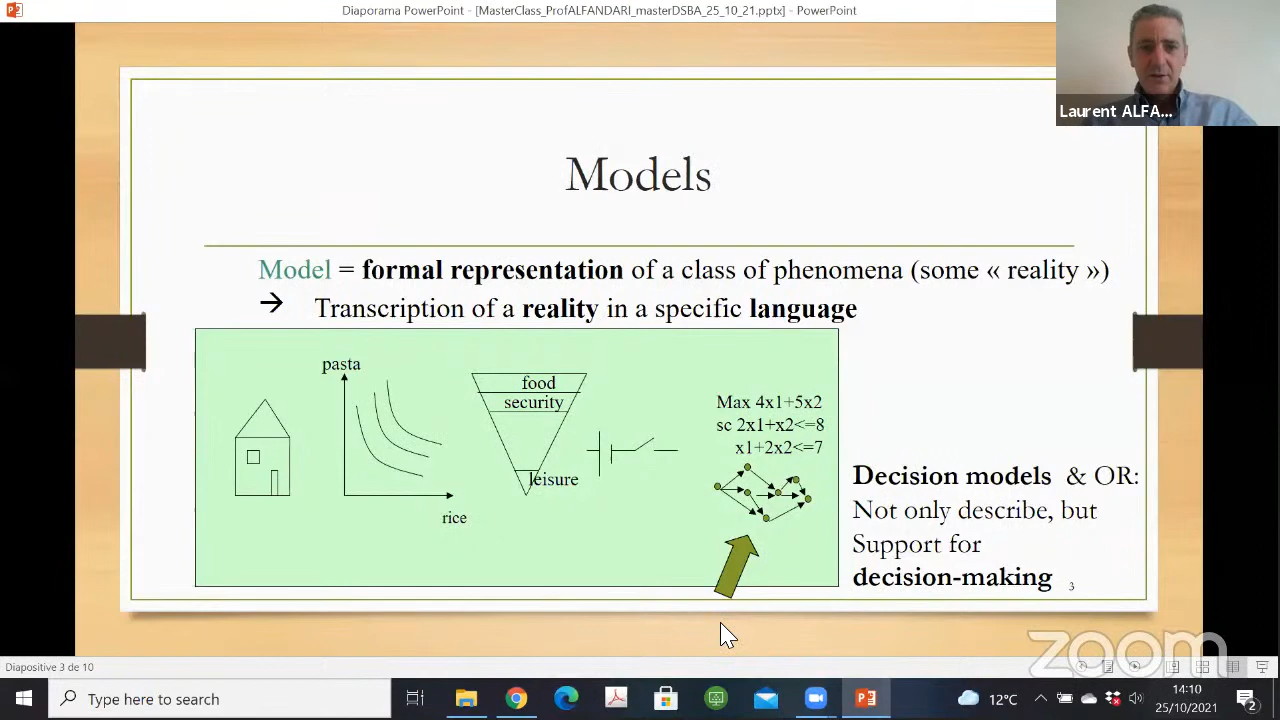 Diaporama PowerPoint - [MasterClass_ProfALFANDARI_masterDSBA_25_10_21.pptx] - PowerPoint
Laurent ALFA...
Models
Model = formal representation of a class of phenomena (some « reality »)
→ Transcription of a reality in a specific language
pasta
rice
food
security
leisure
Max 4x1+5x2
sc 2x1+x2<=8
x1+2x2<=7
Decision models & OR:
Not only describe, but
Support for
decision-making
3
zoom
Diapositive 3 de 10
Type here to search
12°C
14:10
25/10/2021
2